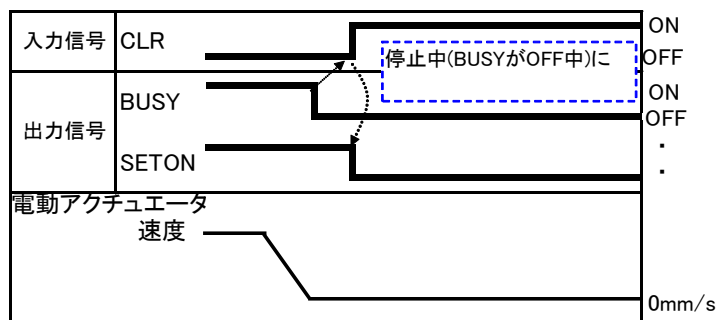 入力信号 CLR
ON
停止中(BUSYがOFF中)に
OFF
出力信号
BUSY
ON
OFF
SETON
・
・
電動アクチュエータ
速度
0mm/s